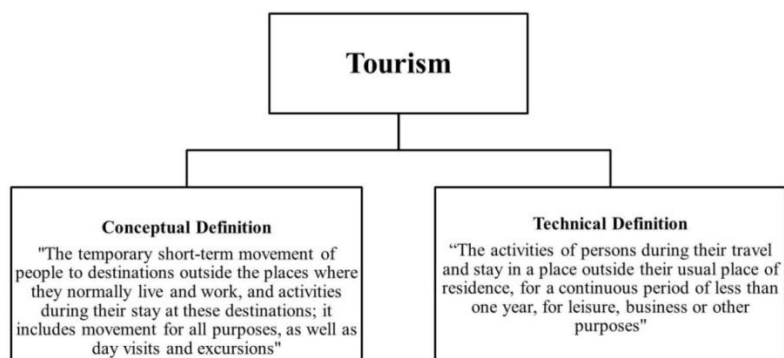 Tourism
Conceptual Definition
"The temporary short-term movement of
people to destinations outside the places where
they normally live and work, and activities
during their stay at these destinations; it
includes movement for all purposes, as well as
day visits and excursions"
Technical Definition
“The activities of persons during their travel
and stay in a place outside their usual place of
residence, for a continuous period of less than
one year, for leisure, business or other
purposes"